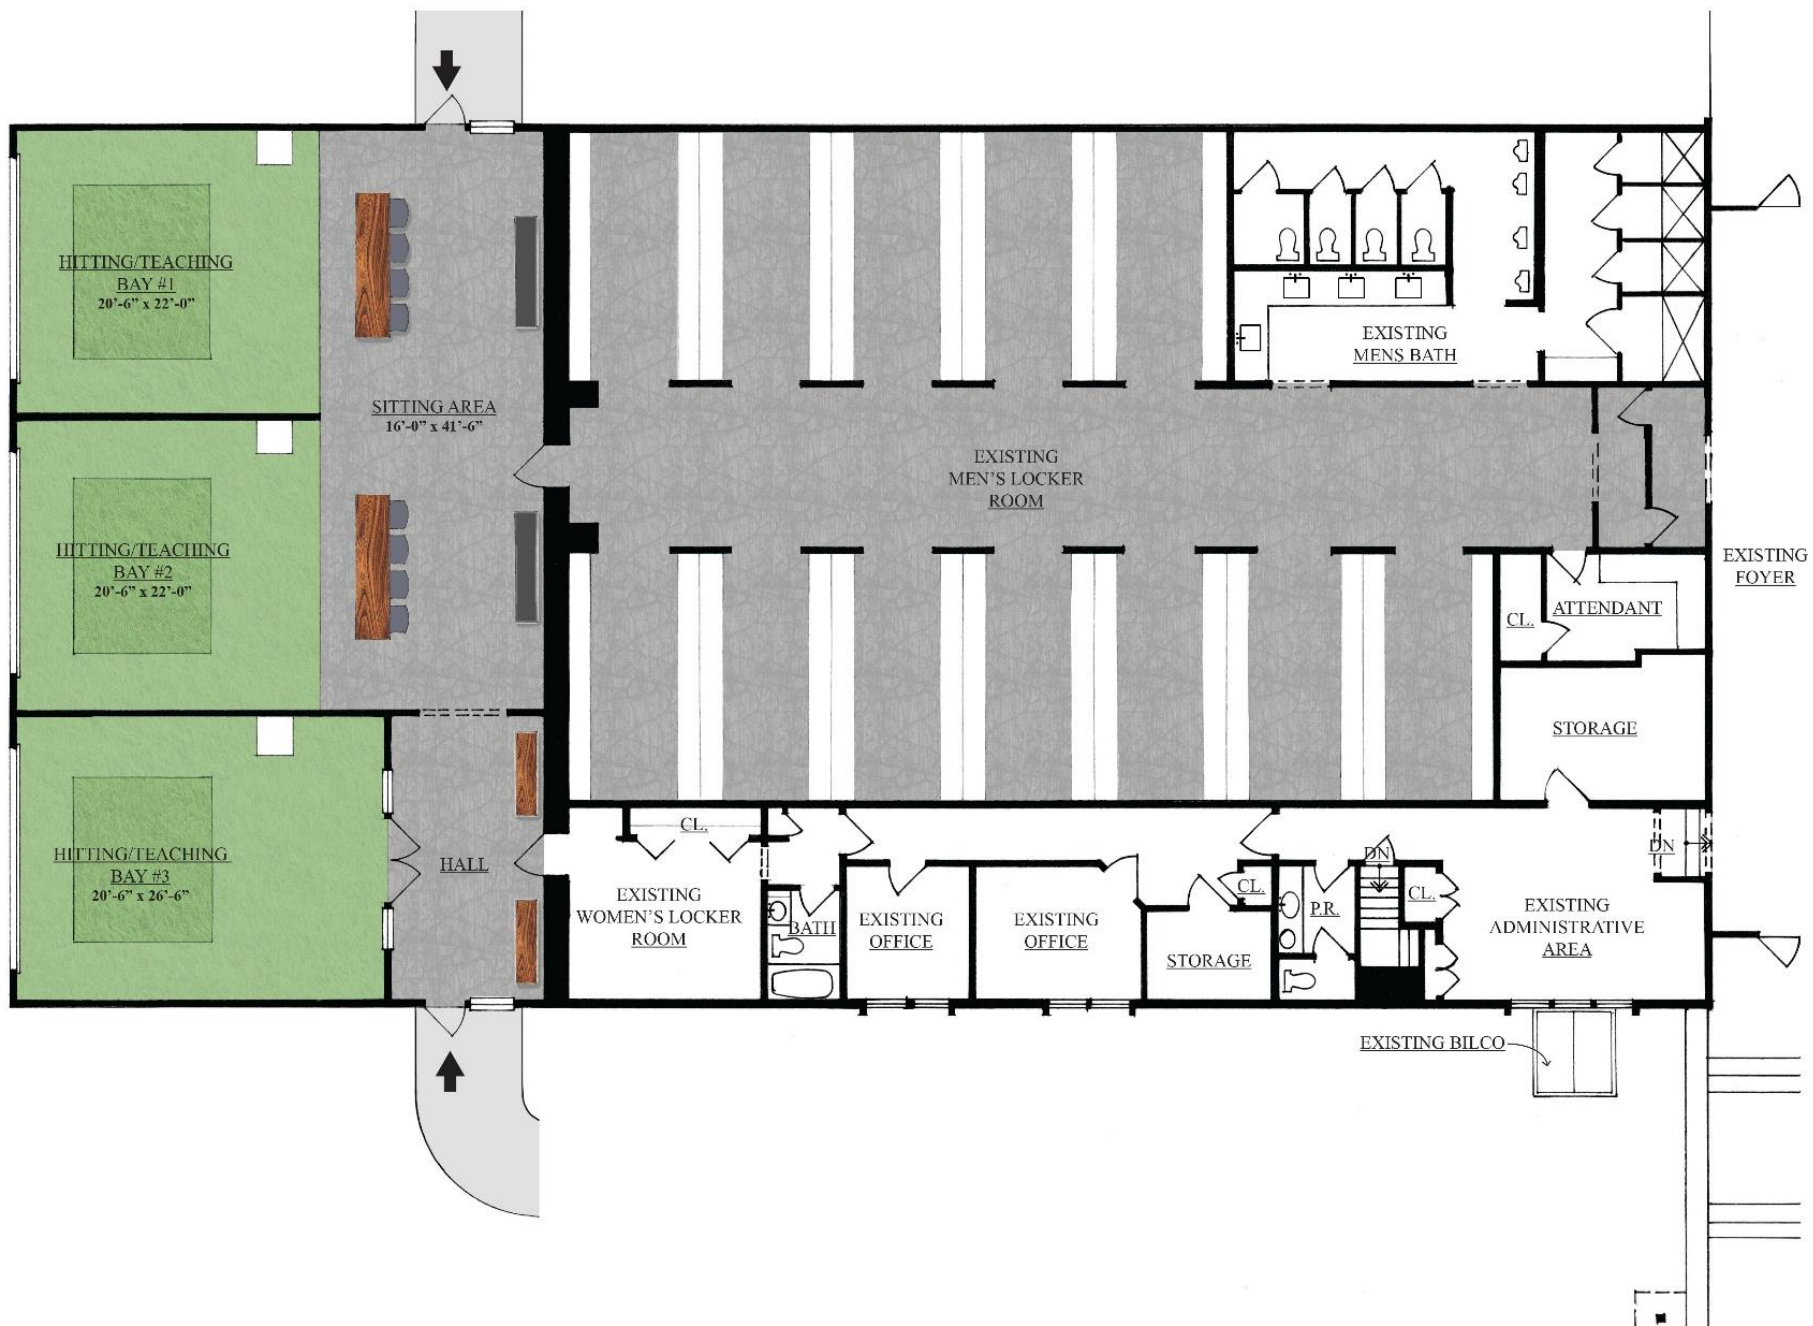 HITTING/TEACHING
BAY #1
20'-6" x 22'-0"
SITTING AREA
16'-0" x 41'-6"
HITTING/TEACHING
BAY #2
20'-6" x 22'-0"
HITTING/TEACHING
BAY #3
20'-6" x 26'-6"
HALL
EXISTING
MEN'S LOCKER
ROOM
EXISTING
MENS BATH
EXISTING
FOYER
CL.
ATTENDANT
STORAGE
CL.
EXISTING
WOMEN'S LOCKER
ROOM
BATH
EXISTING
OFFICE
EXISTING
OFFICE
CL.
STORAGE
P.R.
DN
CL.
EXISTING
ADMINISTRATIVE
AREA
DN
EXISTING BILCO